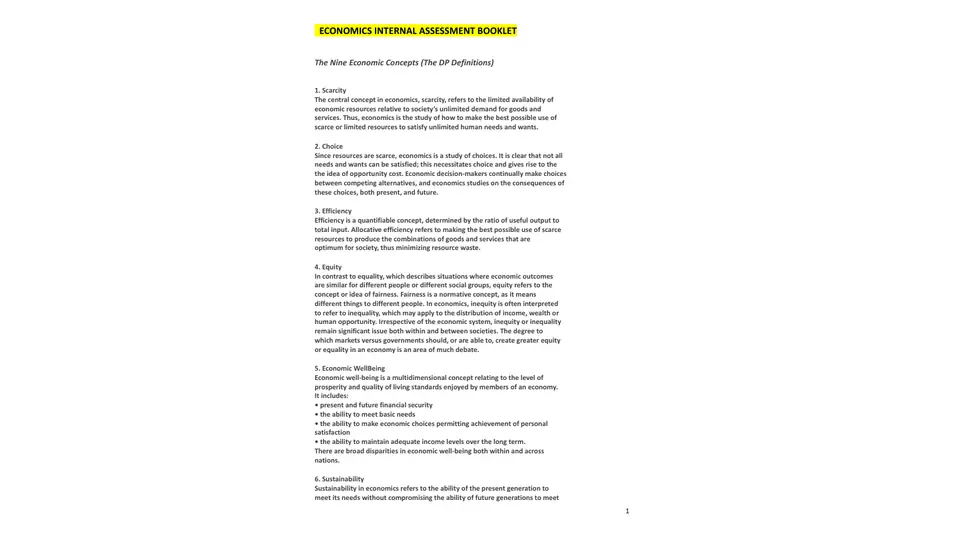 ECONOMICS INTERNAL ASSESSMENT BOOKLET
The Nine Economic Concepts (The DP Definitions)
1. Scarcity
The central concept in economics, scarcity, refers to the limited availability of
economic resources relative to society's unlimited demand for goods and
services. Thus, economics is the study of how to make the best possible use of
scarce or limited resources to satisfy unlimited human needs and wants.
2. Choice
Since resources are scarce, economics is a study of choices. It is clear that not all
needs and wants can be satisfied; this necessitates choice and gives rise to the
the idea of opportunity cost. Economic decision-makers continually make choices
between competing alternatives, and economics studies on the consequences of
these choices, both present, and future.
3. Efficiency
Efficiency is a quantifiable concept, determined by the ratio of useful output to
total input. Allocative efficiency refers to making the best possible use of scarce
resources to produce the combinations of goods and services that are
optimum for society, thus minimizing resource waste.
4. Equity
In contrast to equality, which describes situations where economic outcomes
are similar for different people or different social groups, equity refers to the
concept or idea of fairness. Fairness is a normative concept, as it means
different things to different people. In economics, inequity is often interpreted
to refer to inequality, which may apply to the distribution of income, wealth or
human opportunity. Irrespective of the economic system, inequity or inequality
remain significant issue both within and between societies. The degree to
which markets versus governments should, or are able to, create greater equity
or equality in an economy is an area of much debate.
5. Economic WellBeing
Economic well-being is a multidimensional concept relating to the level of
prosperity and quality of living standards enjoyed by members of an economy.
It includes:
• present and future financial security
• the ability to meet basic needs
• the ability to make economic choices permitting achievement of personal
satisfaction
• the ability to maintain adequate income levels over the long term.
There are broad disparities in economic well-being both within and across
nations.
6. Sustainability
Sustainability in economics refers to the ability of the present generation to
meet its needs without compromising the ability of future generations to meet
1